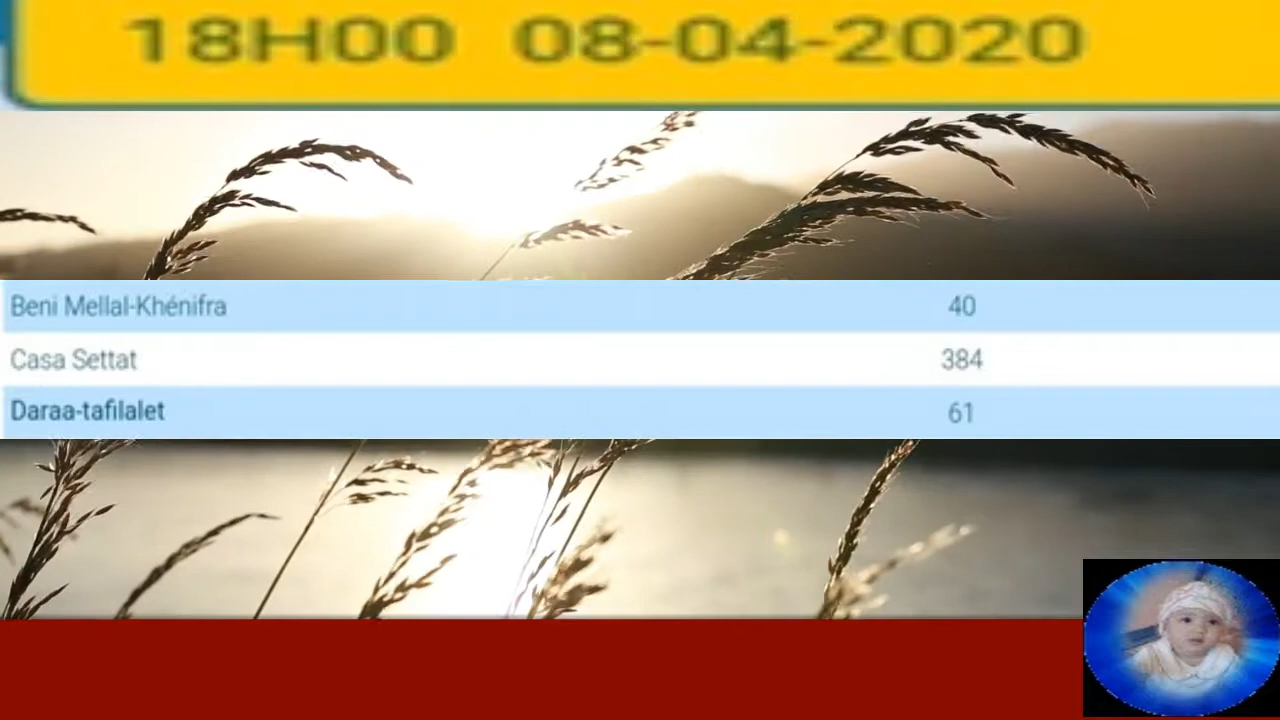 18H00 08-04-2020
Beni Mellal-Khénifra 40
Casa Settat 384
Daraa-tafilalet 61